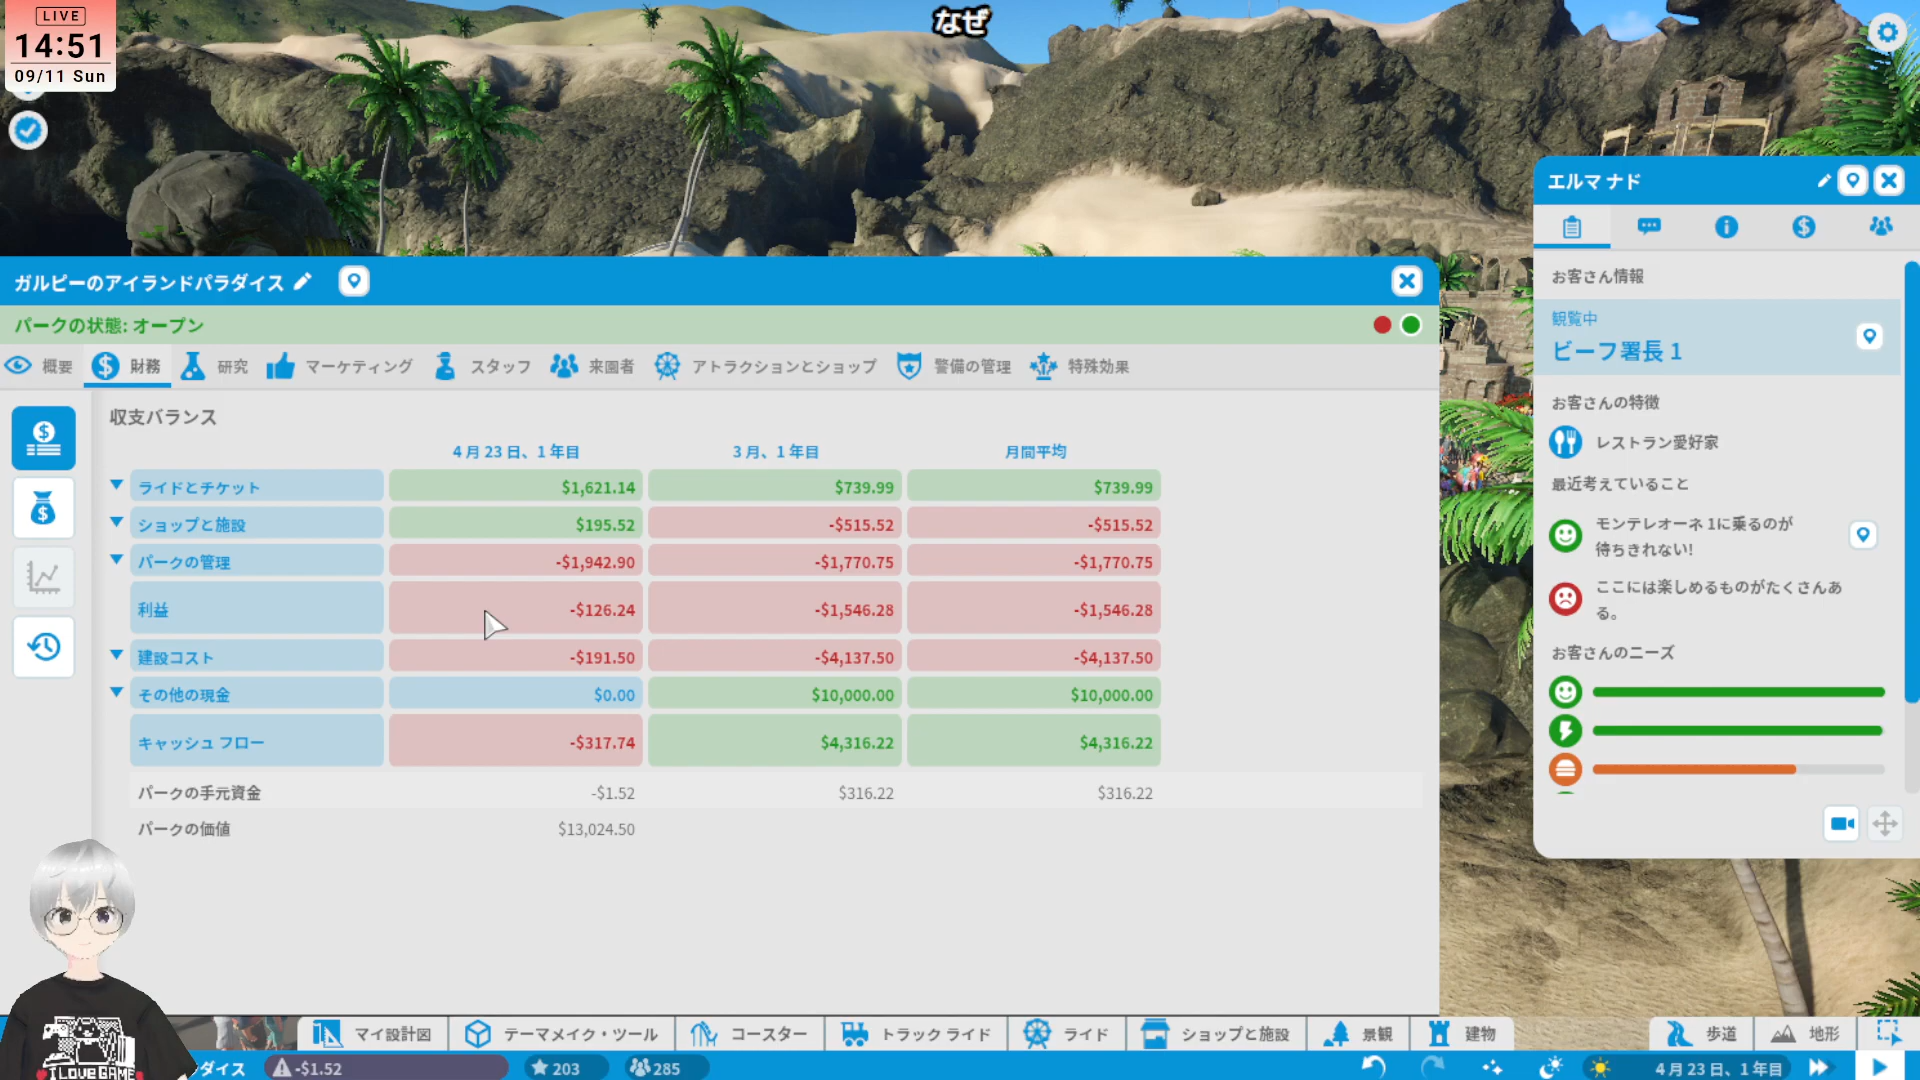 LIVE
14:51
09/11 Sun
なぜ
ガルピーのアイランドパラダイス
パークの状態: オープン
概要 財務 研究 マーケティング スタッフ 来園者 アトラクションとショップ 警備の管理 特殊効果
収支バランス
4月 23 日、1 年目 3 月、1 年目 月間平均
ライドとチケット $1,621.14 $739.99 $739.99
ショップと施設 $195.52 -$515.52 -$515.52
パークの管理 -$1,942.90 -$1,770.75 -$1,770.75
利益 -$126.24 -$1,546.28 -$1,546.28
建設コスト -$191.50 -$4,137.50 -$4,137.50
その他の現金 $0.00 $10,000.00 $10,000.00
キャッシュ フロー -$317.74 $4,316.22 $4,316.22
パークの手元資金 -$1.52 $316.22 $316.22
パークの価値 $13,024.50
エルマ ナド
お客さん情報
観覧中
ビーフ署長 1
お客さんの特徴
レストラン愛好家
最近考えていること
モンテレオーネ 1に乗るのが
待ちきれない!
ここには楽しめるものがたくさんあ
る。
お客さんのニーズ
マイ設計図 テーマメイク・ツール コースター トラック ライド ライド ショップと施設 景観 建物 歩道 地形
ダイス -$1.52 203 285 4月 23 日、1 年目
I LOVE GAME